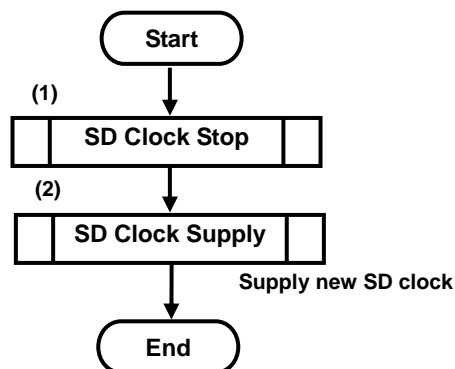 Start
(1)
SD Clock Stop
(2)
SD Clock Supply
Supply new SD clock
End